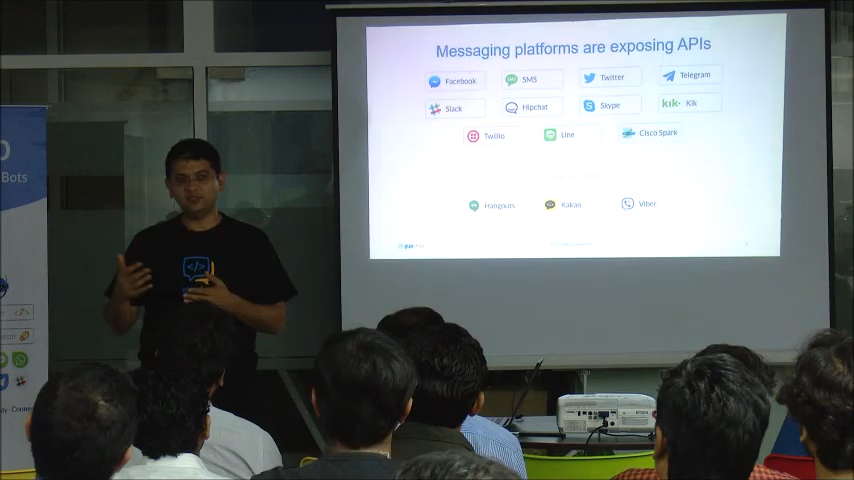 Messaging platforms are exposing APIs
Facebook SMS Twitter Telegram
Slack Hipchat Skype kik• Kik
Twilio Line Cisco Spark
Hangouts Kakao Viber
Bots
</>